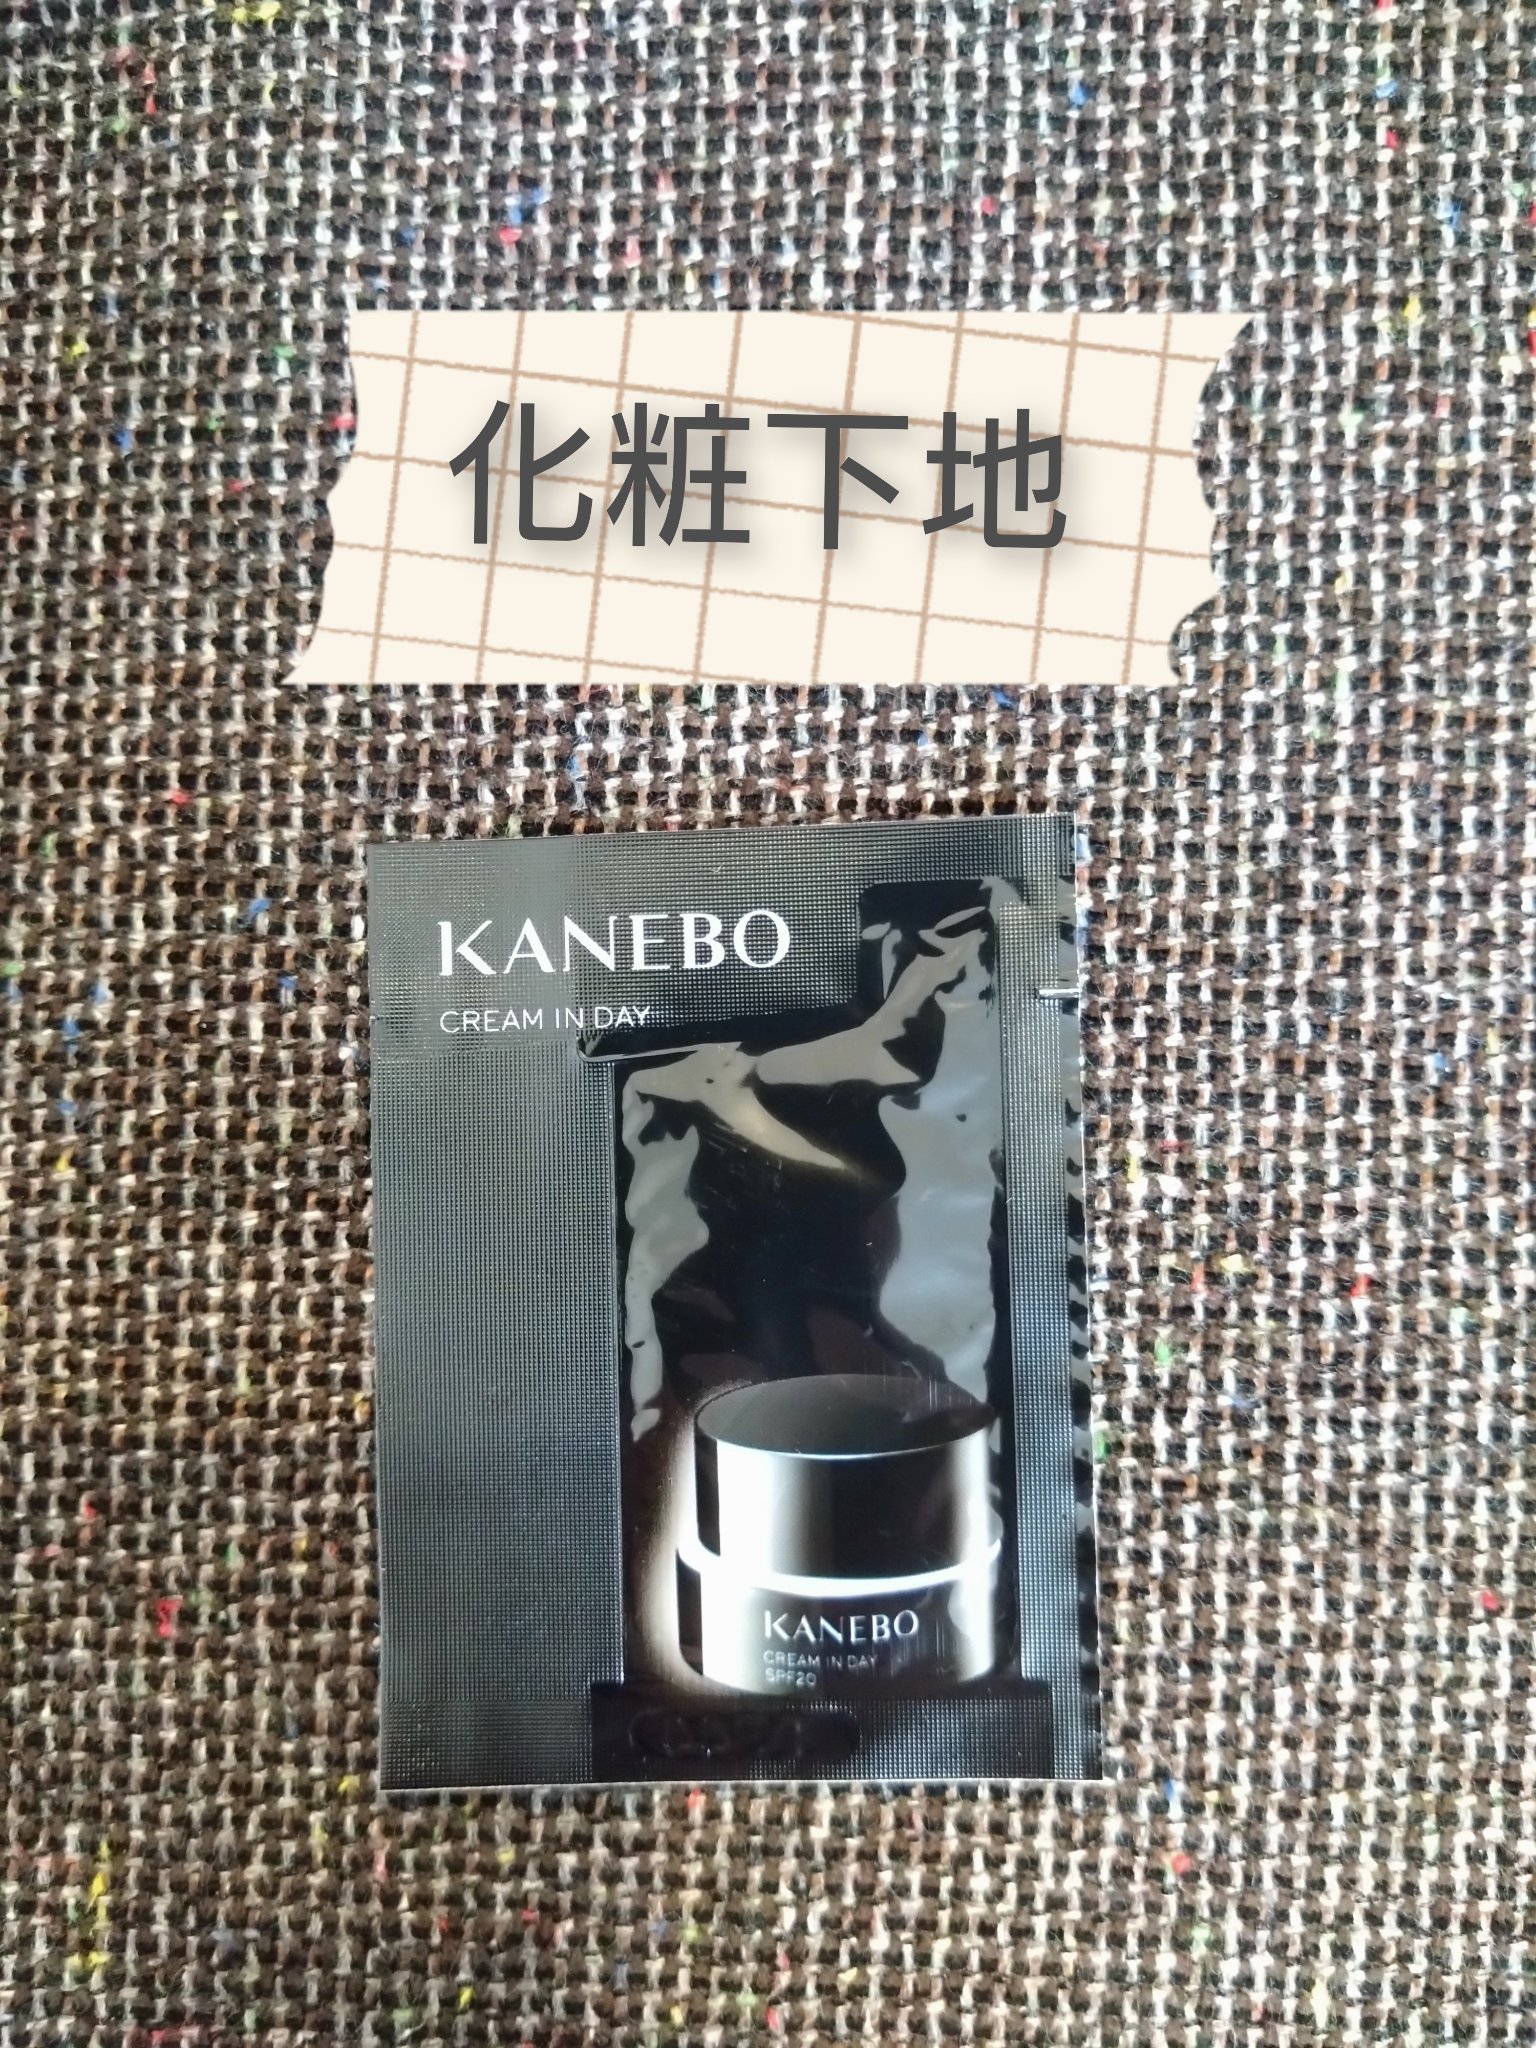 化粧下地
KANEBO
CREAM IN DAY
KANEBO
CREAM IN DAY
SPF20